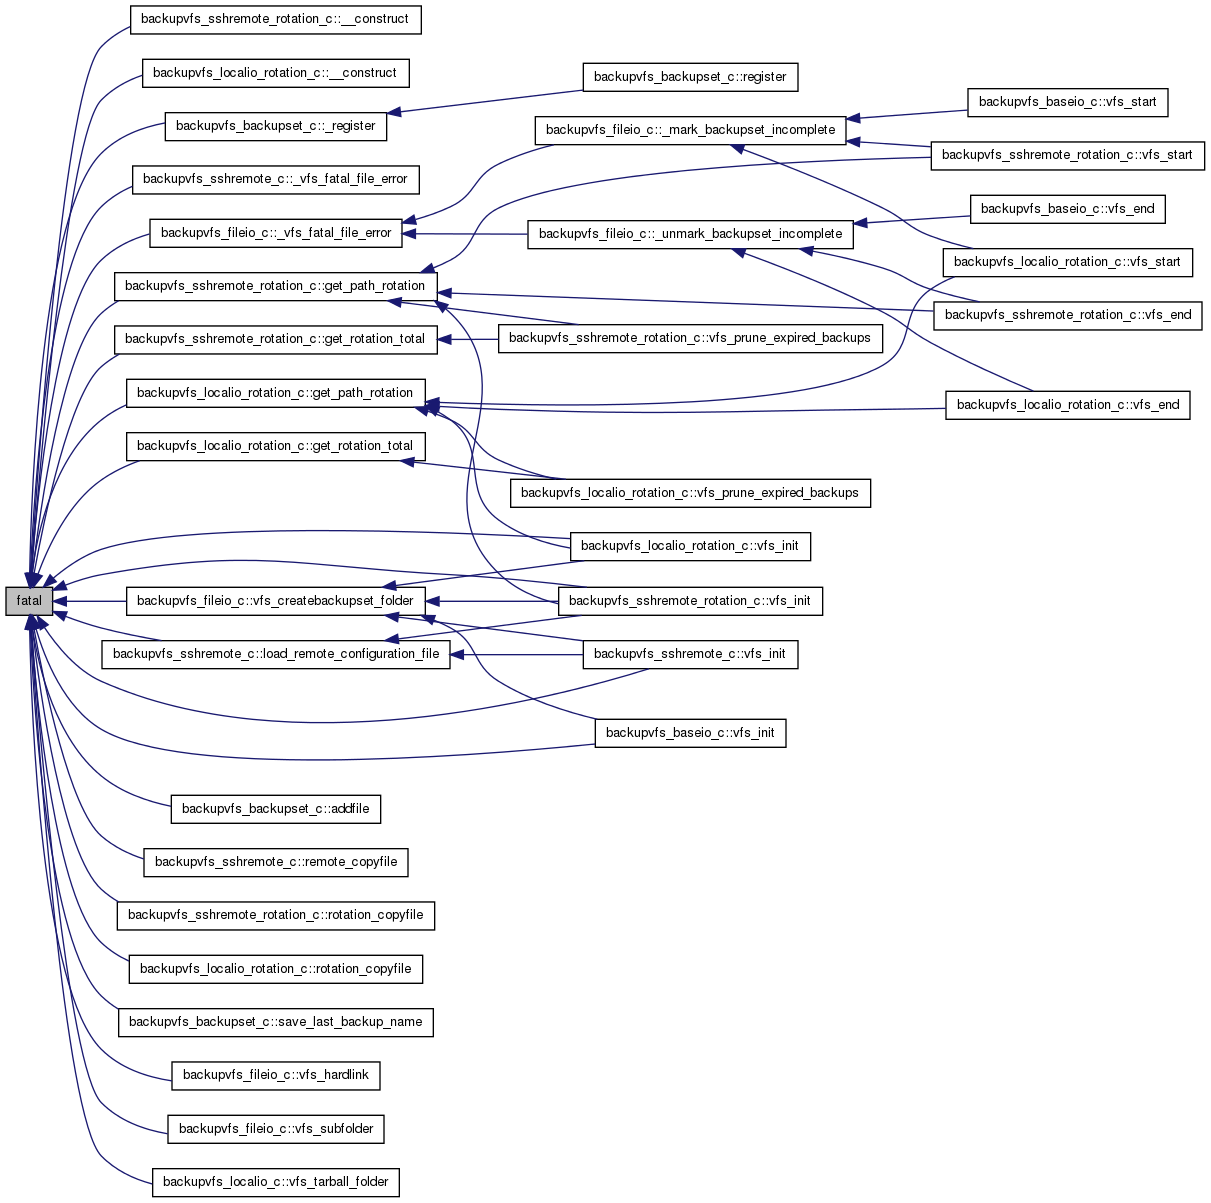 backupvfs_sshremote_rotation_c::__construct
backupvfs_localio_rotation_c::__construct
backupvfs_backupset_c::register
backupvfs_baseio_c::vfs_start
backupvfs_backupset_c::_register
backupvfs_fileio_c::_mark_backupset_incomplete
backupvfs_sshremote_rotation_c::vfs_start
backupvfs_sshremote_c::_vfs_fatal_file_error
backupvfs_baseio_c::vfs_end
backupvfs_fileio_c::_vfs_fatal_file_error
backupvfs_fileio_c::_unmark_backupset_incomplete
backupvfs_localio_rotation_c::vfs_start
backupvfs_sshremote_rotation_c::get_path_rotation
backupvfs_sshremote_rotation_c::vfs_end
backupvfs_sshremote_rotation_c::get_rotation_total
backupvfs_sshremote_rotation_c::vfs_prune_expired_backups
backupvfs_localio_rotation_c::get_path_rotation
backupvfs_localio_rotation_c::vfs_end
backupvfs_localio_rotation_c::get_rotation_total
backupvfs_localio_rotation_c::vfs_prune_expired_backups
backupvfs_localio_rotation_c::vfs_init
fatal
backupvfs_fileio_c::vfs_createbackupset_folder
backupvfs_sshremote_rotation_c::vfs_init
backupvfs_sshremote_c::load_remote_configuration_file
backupvfs_sshremote_c::vfs_init
backupvfs_baseio_c::vfs_init
backupvfs_backupset_c::addfile
backupvfs_sshremote_c::remote_copyfile
backupvfs_sshremote_rotation_c::rotation_copyfile
backupvfs_localio_rotation_c::rotation_copyfile
backupvfs_backupset_c::save_last_backup_name
backupvfs_fileio_c::vfs_hardlink
backupvfs_fileio_c::vfs_subfolder
backupvfs_localio_c::vfs_tarball_folder